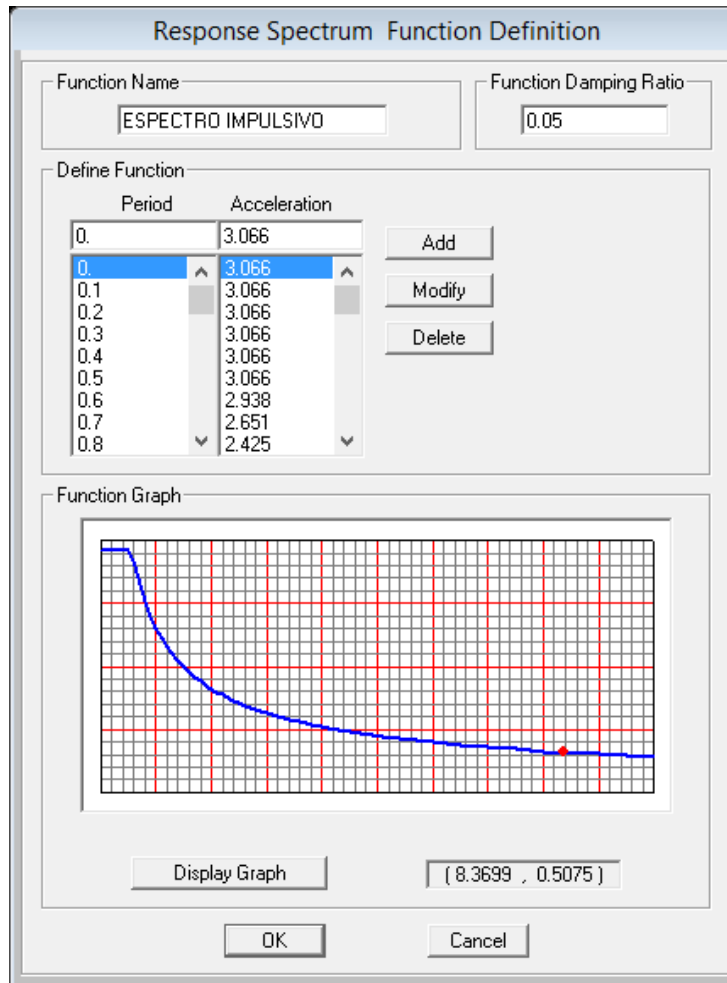 Response Spectrum Function Definition
Function Name
ESPECTRO IMPULSIVO
Function Damping Ratio
0.05
Define Function
Period Acceleration
0. 3.066
Add
0. 3.066
0.1 3.066
Modify
0.2 3.066
0.3 3.066
Delete
0.4 3.066
0.5 3.066
0.6 2.938
0.7 2.651
0.8 2.425
Function Graph
Display Graph
( 8.3699 , 0.5075 )
OK
Cancel